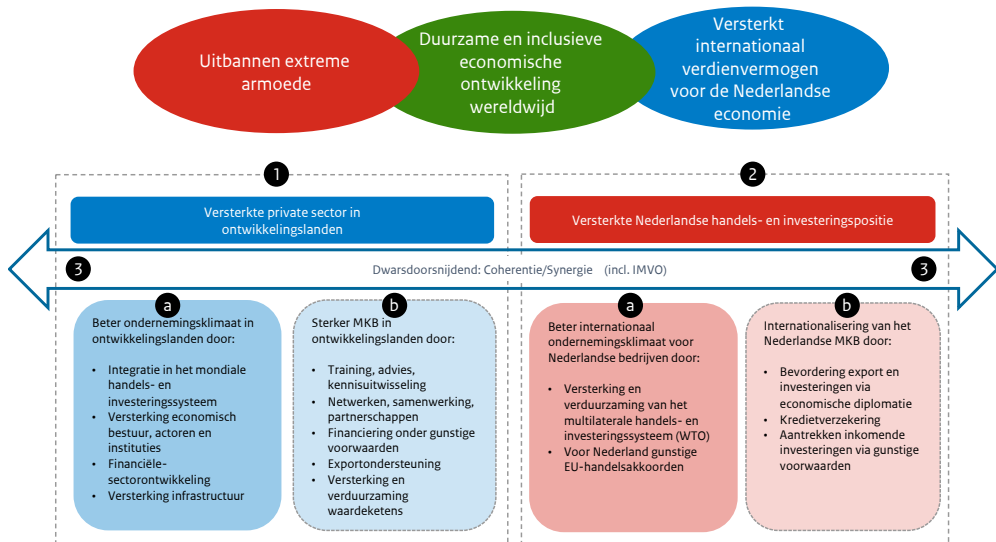 Uitbannen extreme
armoede
Duurzame en inclusieve
economische
ontwikkeling
wereldwijd
Versterkt
internationaal
verdienvermogen
voor de Nederlandse
economie
1
2
Versterkte private sector in
ontwikkelingslanden
Versterkte Nederlandse handels- en investeringspositie
3
Dwarsdoorsnijdend: Coherentie/Synergie (incl. IMVO)
3
a
Beter ondernemingsklimaat in
ontwikkelingslanden door:
• Integratie in het mondiale
handels- en
investeringssysteem
• Versterking economisch
bestuur, actoren en
instituties
• Financiële-
sectorontwikkeling
• Versterking infrastructuur
b
Sterker MKB in
ontwikkelingslanden door:
• Training, advies,
kennisuitwisseling
• Netwerken, samenwerking,
partnerschappen
• Financiering onder gunstige
voorwaarden
• Exportondersteuning
• Versterking en
verduurzaming
waardeketens
a
Beter internationaal
ondernemingsklimaat voor
Nederlandse bedrijven door:
• Versterking en
verduurzaming van het
multilaterale handels- en
investeringssysteem (WTO)
• Voor Nederland gunstige
EU-handelsakkoorden
b
Internationalisering van het
Nederlandse MKB door:
• Bevordering export en
investeringen via
economische diplomatie
• Kredietverzekering
• Aantrekken inkomende
investeringen via gunstige
voorwaarden